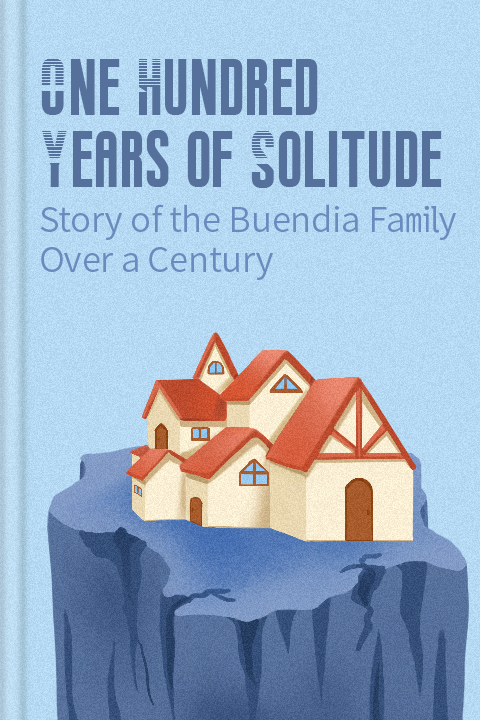 ONE HUNDRED
YEARS OF SOLITUDE
Story of the Buendia Family
Over a Century